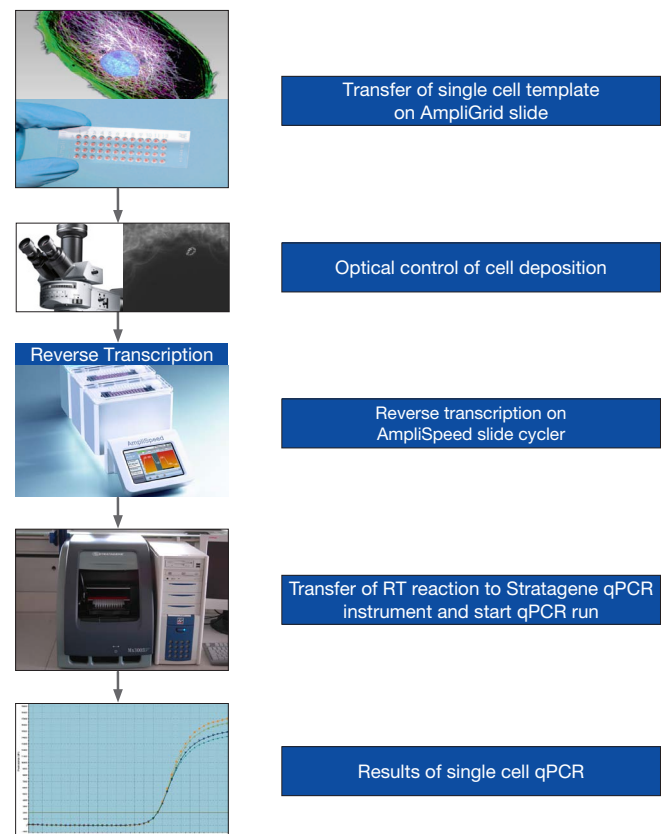 Transfer of single cell template
on AmpliGrid slide
Optical control of cell deposition
Reverse Transcription
AmpliSpeed
Reverse transcription on
AmpliSpeed slide cycler
Transfer of RT reaction to Stratagene qPCR
instrument and start qPCR run
Results of single cell qPCR